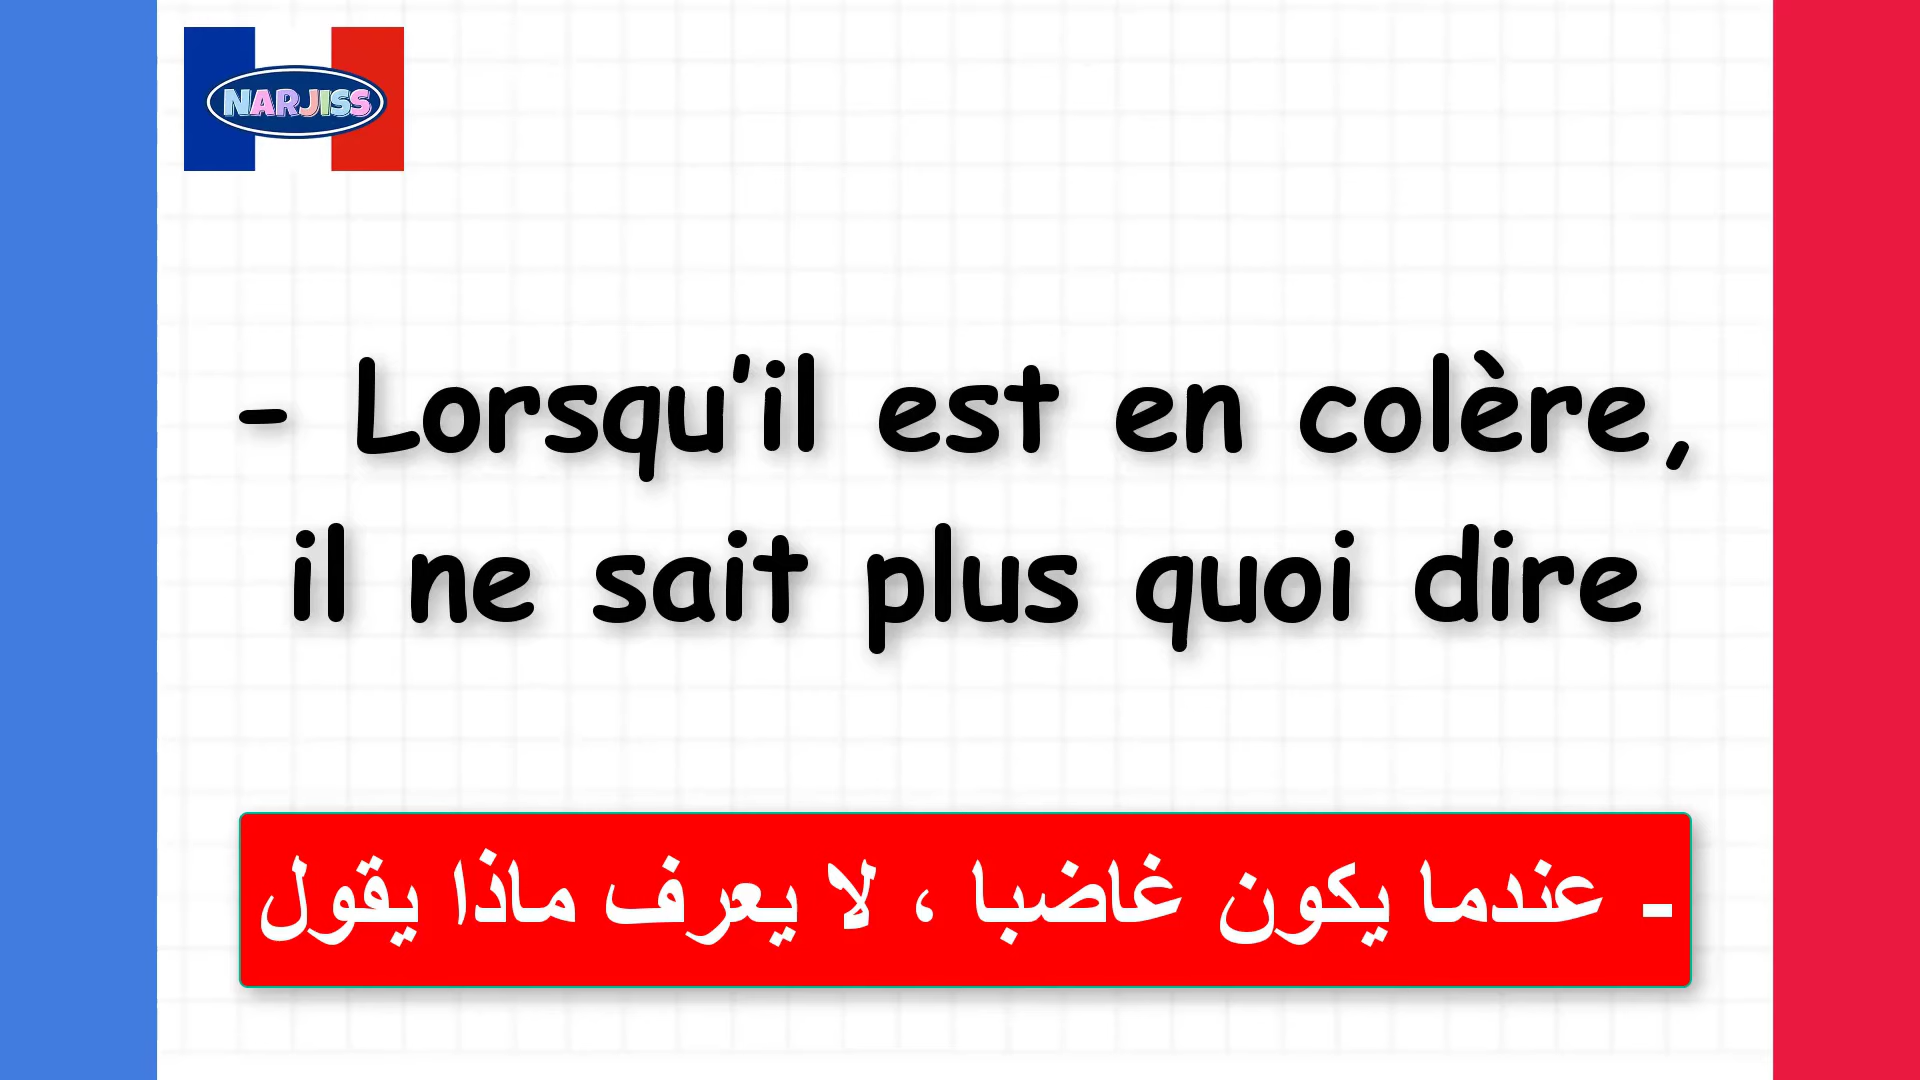 NARJISS
- Lorsqu’il est en colère,
il ne sait plus quoi dire
- عندما يكون غاضبا ، لا يعرف ماذا يقول